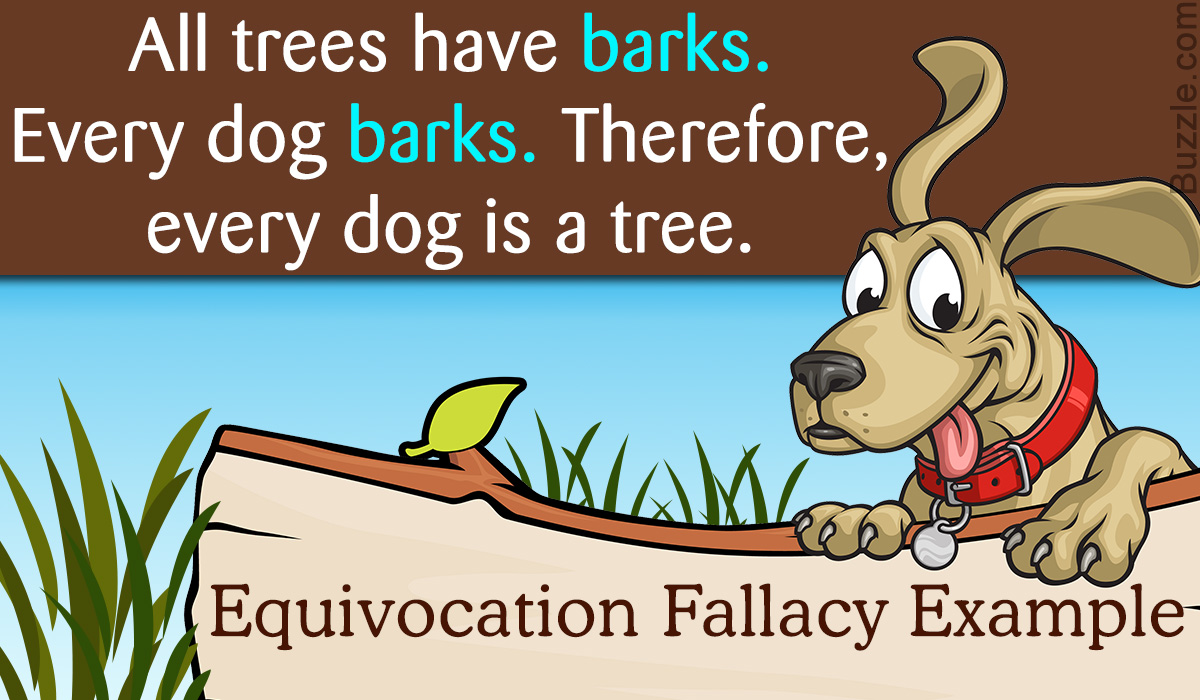 All trees have barks.
Every dog barks. Therefore,
every dog is a tree.
Buzzle.com
Equivocation Fallacy Example